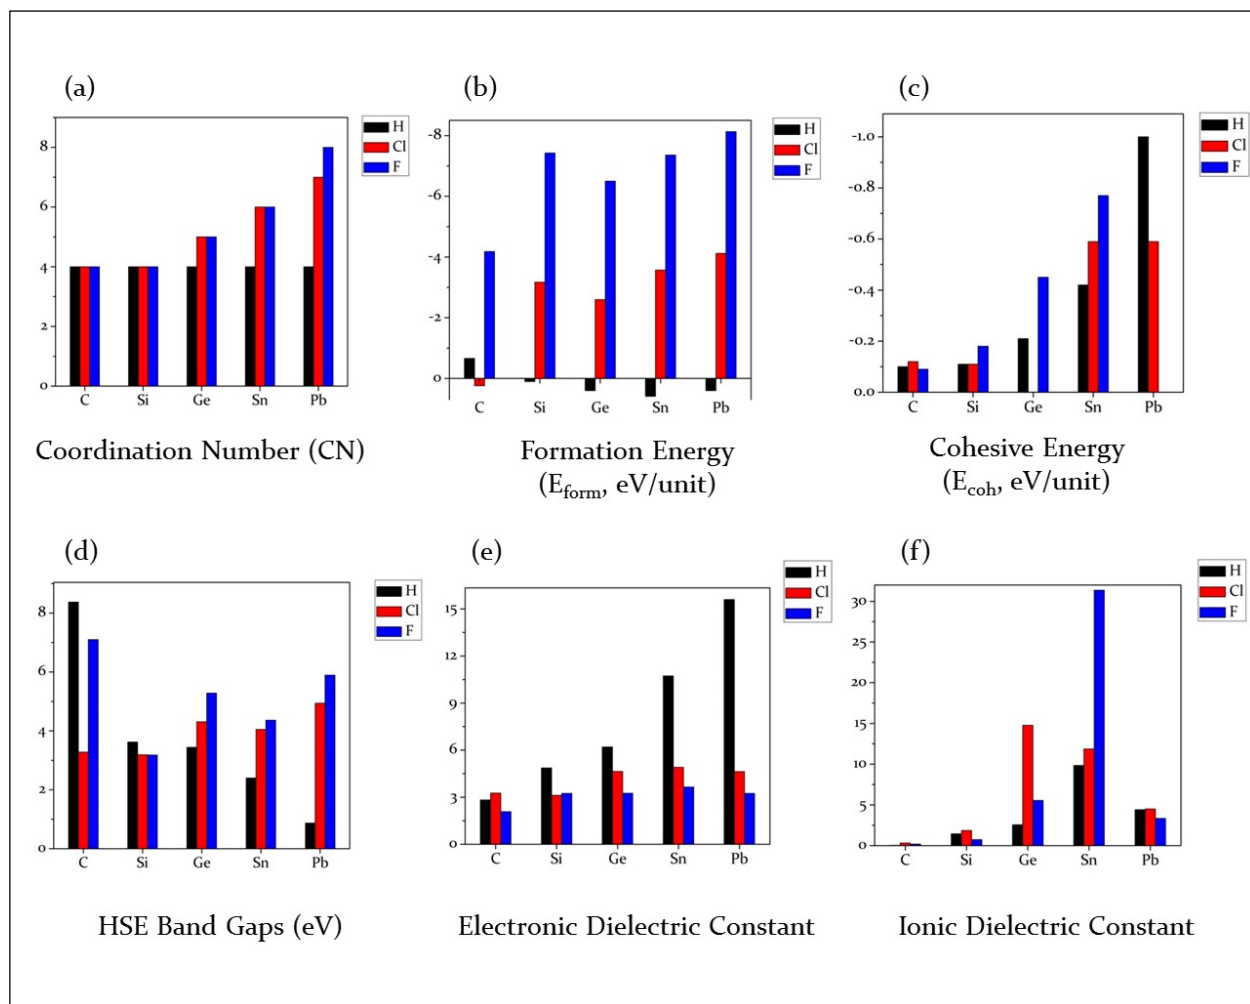 (a)
H
Cl
F
8
6
4
2
0
C Si Ge Sn Pb
Coordination Number (CN)
(b)
H
Cl
F
-8
-6
-4
-2
0
C Si Ge Sn Pb
Formation Energy
(Eform, eV/unit)
(c)
H
Cl
F
-1.0
-0.8
-0.6
-0.4
-0.2
0.0
C Si Ge Sn Pb
Cohesive Energy
(Ecoh, eV/unit)
(d)
H
Cl
F
8
6
4
2
0
C Si Ge Sn Pb
HSE Band Gaps (eV)
(e)
H
Cl
F
15
12
9
6
3
0
C Si Ge Sn Pb
Electronic Dielectric Constant
(f)
H
Cl
F
30
25
20
15
10
5
0
C Si Ge Sn Pb
Ionic Dielectric Constant